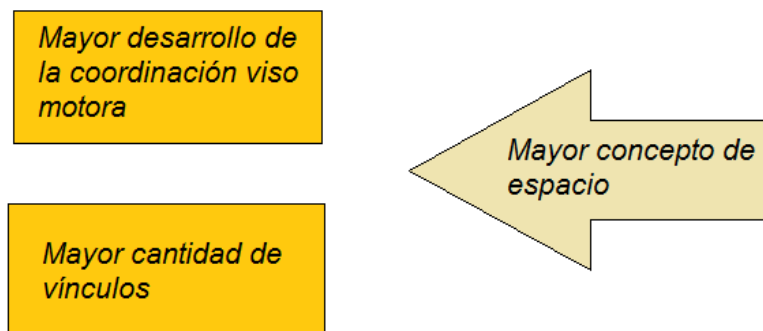 Mayor desarrollo de
la coordinación viso
motora
Mayor concepto de
espacio
Mayor cantidad de
vínculos